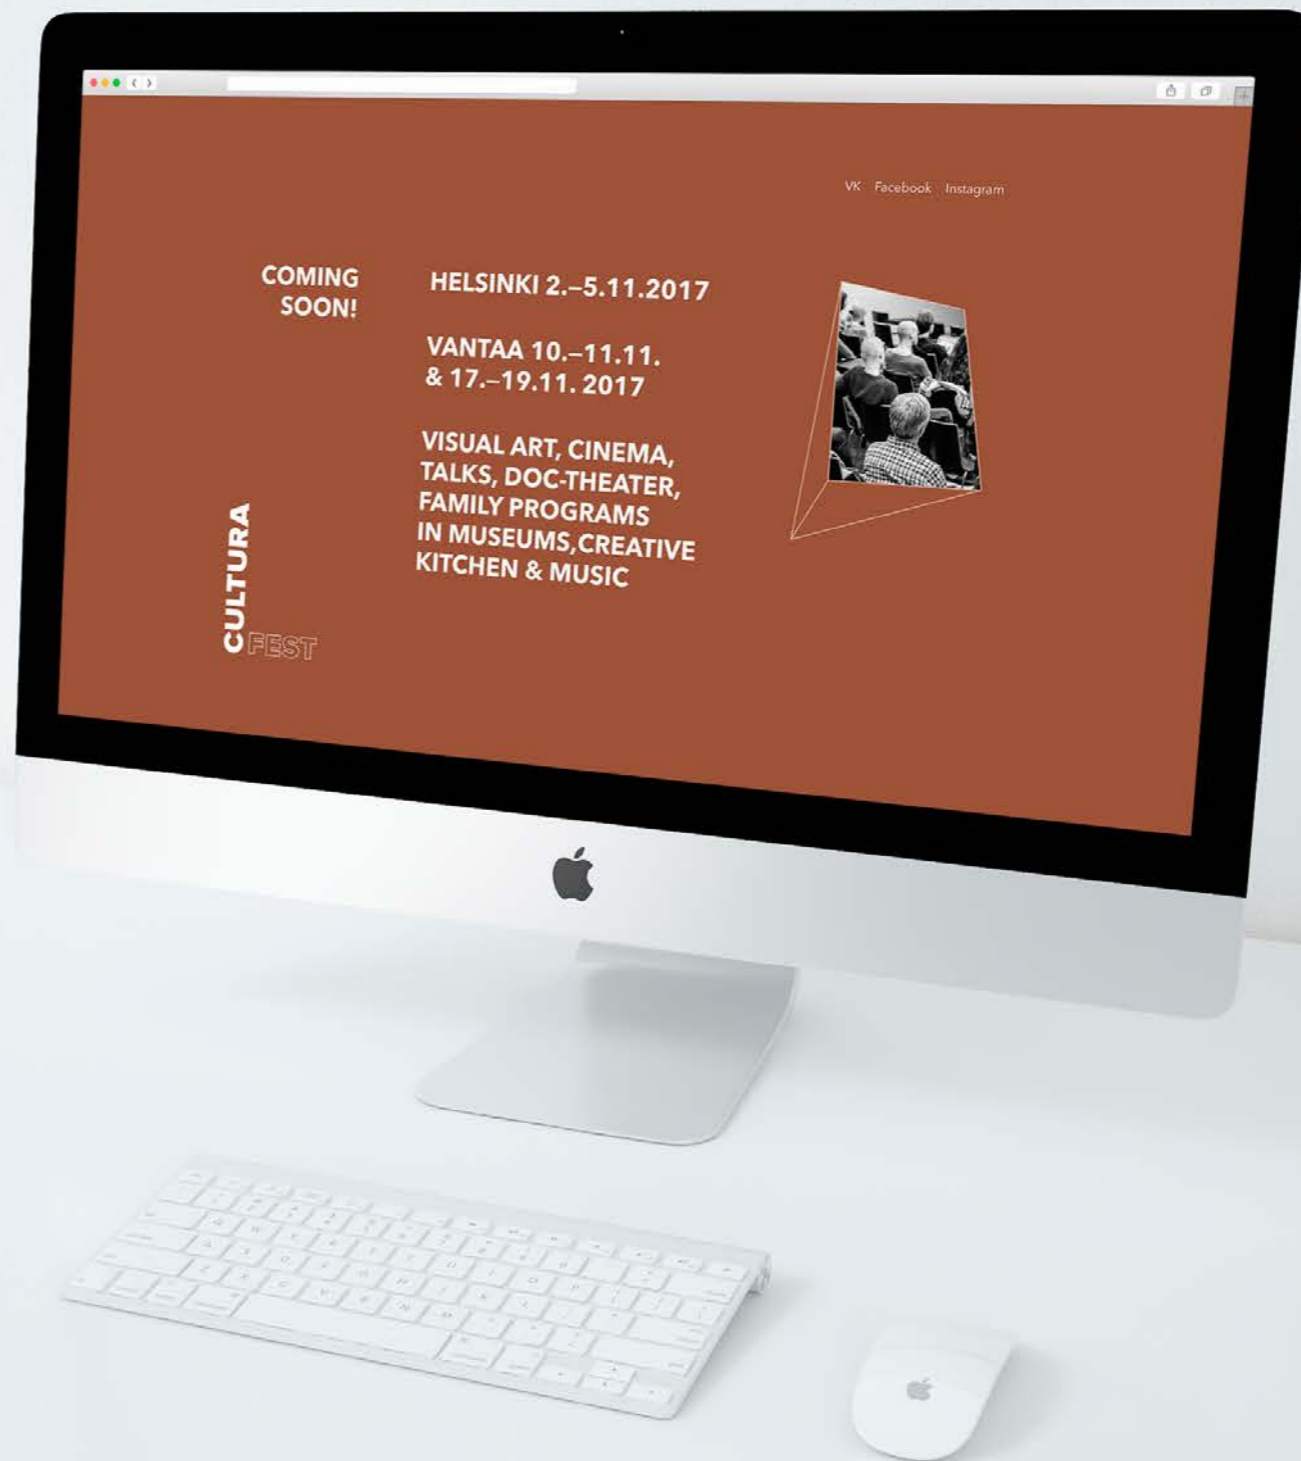 VK Facebook Instagram
COMING
SOON!
HELSINKI 2.–5.11.2017
VANTAA 10.–11.11.
& 17.–19.11. 2017
VISUAL ART, CINEMA,
TALKS, DOC-THEATER,
FAMILY PROGRAMS
IN MUSEUMS,CREATIVE
KITCHEN & MUSIC
CULTURA
FEST